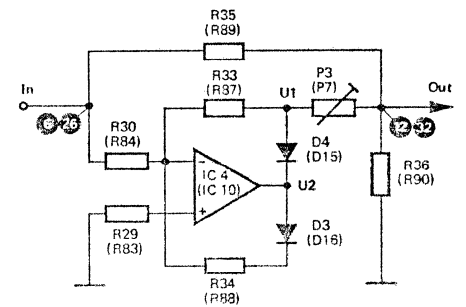 R35
(R89)
R33
(R87)
U1
P3
(P7)
In
Out
R30
(R84)
D4
(D15)
IC 4
(IC 10)
U2
R36
(R90)
R29
(R83)
D3
(D16)
R34
(R88)